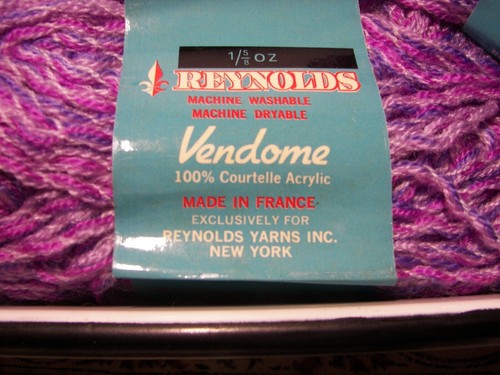 1 5/8 OZ
REYNOLDS
MACHINE WASHABLE
MACHINE DRYABLE
Vendome
100% Courtelle Acrylic
MADE IN FRANCE
EXCLUSIVELY FOR
REYNOLDS YARNS INC.
NEW YORK